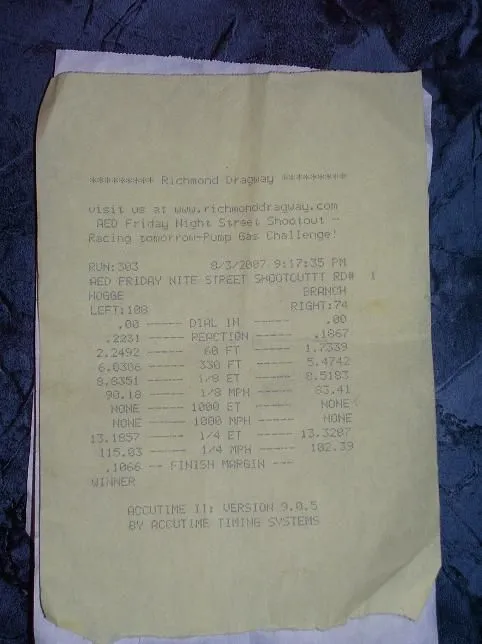 ********* Richmond Dragway *********
visit us at www.richmonddragway.com
AED Friday Night Street Shootout -
Racing tomorrow-Pump Gas Challenge!
RUN:303 8/3/2007 9:17:35 PM
AED FRIDAY NITE STREET SHOOTOUTTT RD# 1
HOGGE BRANCH
LEFT:108 RIGHT:74
.00 ----- DIAL IN ----- .00
.2231 ----- REACTION ----- .1867
2.2492 ----- 60 FT ----- 1.7339
6.0386 ----- 330 FT ----- 5.4742
8.8351 ----- 1/8 ET ----- 8.5183
90.18 ----- 1/8 MPH ----- 83.41
NONE ----- 1000 ET ----- NONE
NONE ----- 1000 MPH ----- NONE
13.1857 ----- 1/4 ET ----- 13.3287
115.03 ----- 1/4 MPH ----- 102.39
.1066 -- FINISH MARGIN ---
WINNER
ACCUTIME II; VERSION 9.0.5
BY ACCUTIME TIMING SYSTEMS